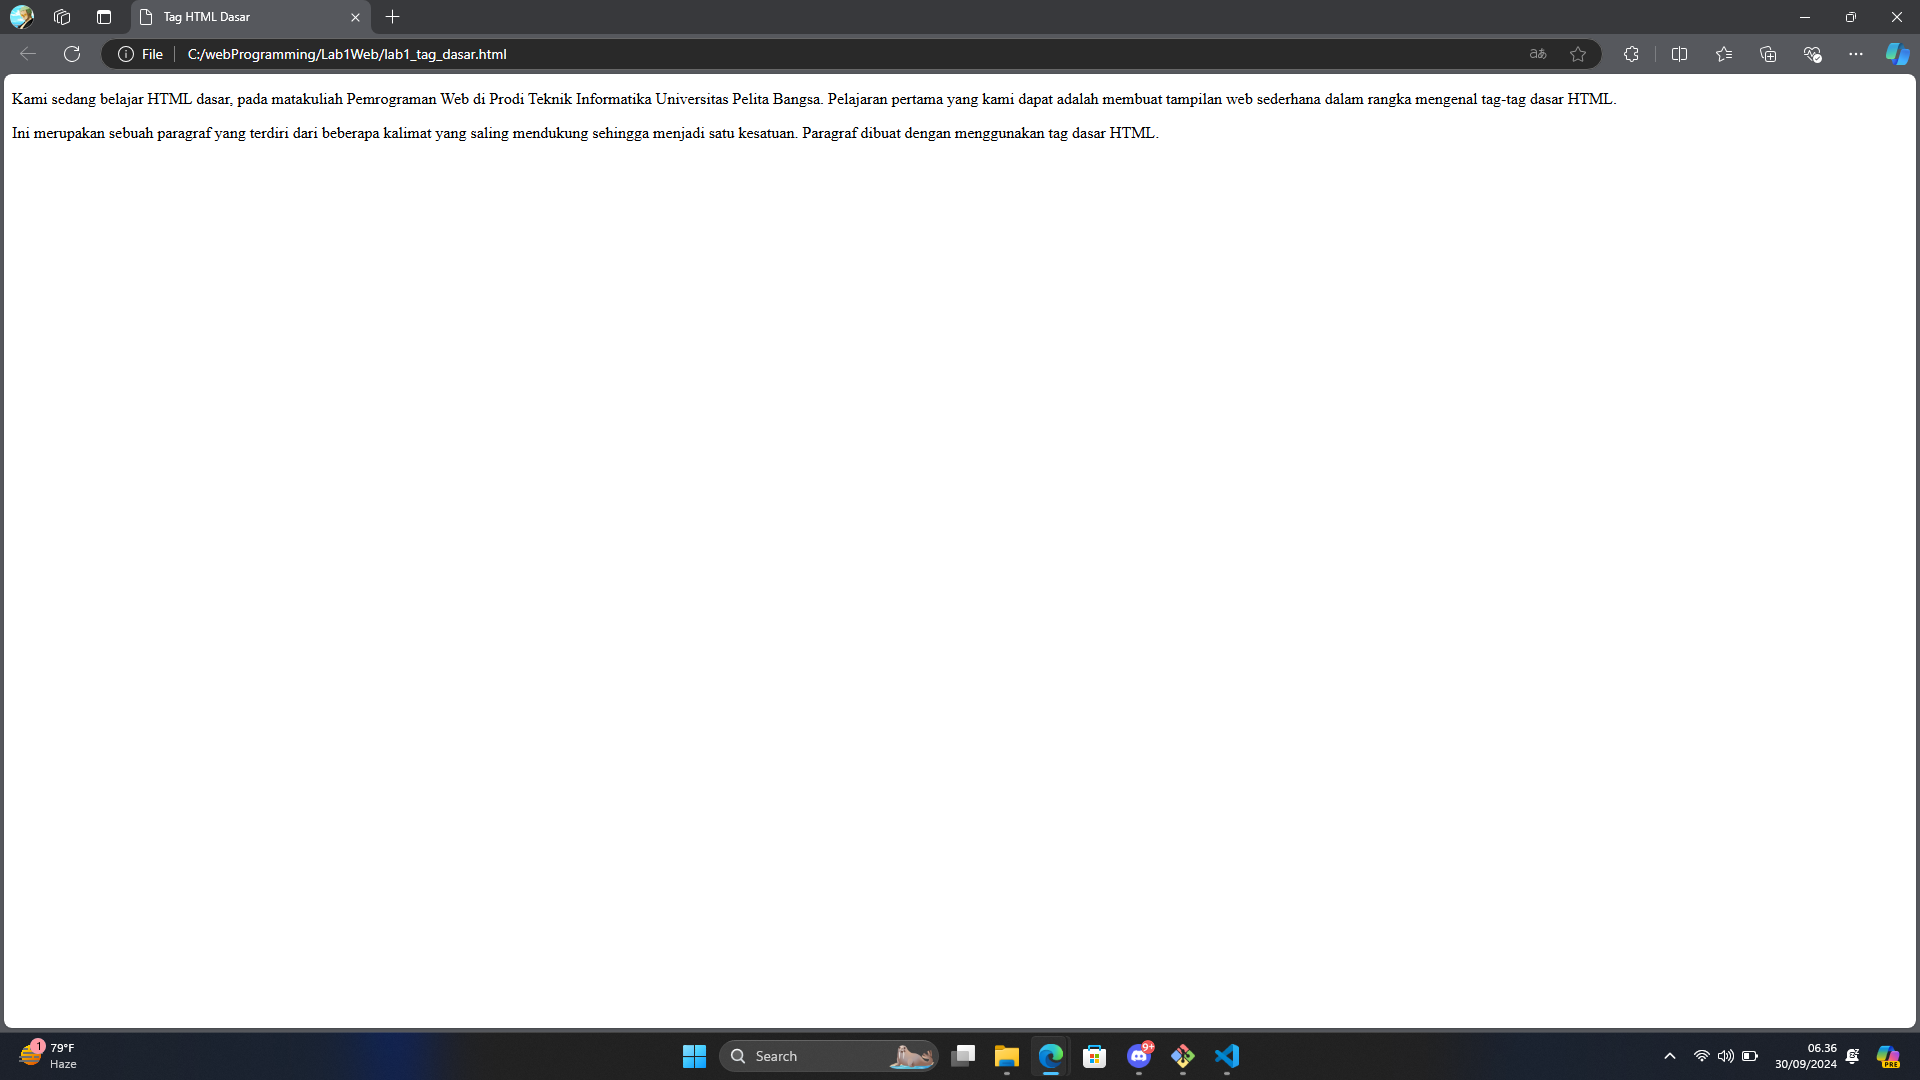 Tag HTML Dasar
File
C:/webProgramming/Lab1Web/lab1_tag_dasar.html
aあ
Kami sedang belajar HTML dasar, pada matakuliah Pemrograman Web di Prodi Teknik Informatika Universitas Pelita Bangsa. Pelajaran pertama yang kami dapat adalah membuat tampilan web sederhana dalam rangka mengenal tag-tag dasar HTML.
Ini merupakan sebuah paragraf yang terdiri dari beberapa kalimat yang saling mendukung sehingga menjadi satu kesatuan. Paragraf dibuat dengan menggunakan tag dasar HTML.
1
79°F
Haze
Search
9+
06.36
30/09/2024
PRE